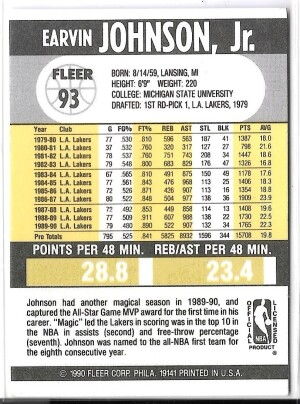 EARVIN JOHNSON, Jr.
FLEER
93
BORN: 8/14/59, LANSING, MI
HEIGHT: 6'9" WEIGHT: 220
COLLEGE: MICHIGAN STATE UNIVERSITY
DRAFTED: 1ST RD-PICK 1, L.A. LAKERS, 1979
Year Club G FG% FT% REB AST STL BLK PTS AVG
1979-80 L.A. Lakers 77 530 810 596 563 187 41 1387 18.0
1980-81 L.A. Lakers 37 532 760 320 317 127 27 798 21.6
1981-82 L.A. Lakers 78 537 760 751 743 208 34 1447 18.6
1982-83 L.A. Lakers 79 548 800 683 829 176 47 1326 16.8
1983-84 L.A. Lakers 67 565 810 491 875 150 49 1178 17.6
1984-85 L.A. Lakers 77 561 843 476 968 113 25 1406 18.3
1985-86 L.A. Lakers 72 526 871 426 907 113 16 1354 18.8
1986-87 L.A. Lakers 80 522 848 504 977 138 36 1909 23.9
1987-88 L.A. Lakers 72 492 853 449 858 114 13 1408 19.6
1988-89 L.A. Lakers 77 509 911 607 988 138 22 1730 22.5
1989-90 L.A. Lakers 79 480 890 522 907 132 34 1765 22.3
Pro Totals 795 525 841 5825 8932 1596 344 15708 19.8
POINTS PER 48 MIN. REB/AST PER 48 MIN.
28.8 23.4
Johnson had another magical season in 1989-90, and
captured the All-Star Game MVP award for the first time in his
career. "Magic" led the Lakers in scoring was in the top 10 in
the NBA in assists (second) and free-throw percentage
(seventh). Johnson was named to the all-NBA first team for
the eighth consecutive year.
OFFICIAL LICENSED
NBA
PRODUCT
© 1990 FLEER CORP. PHILA. 19141 PRINTED IN U.S.A.